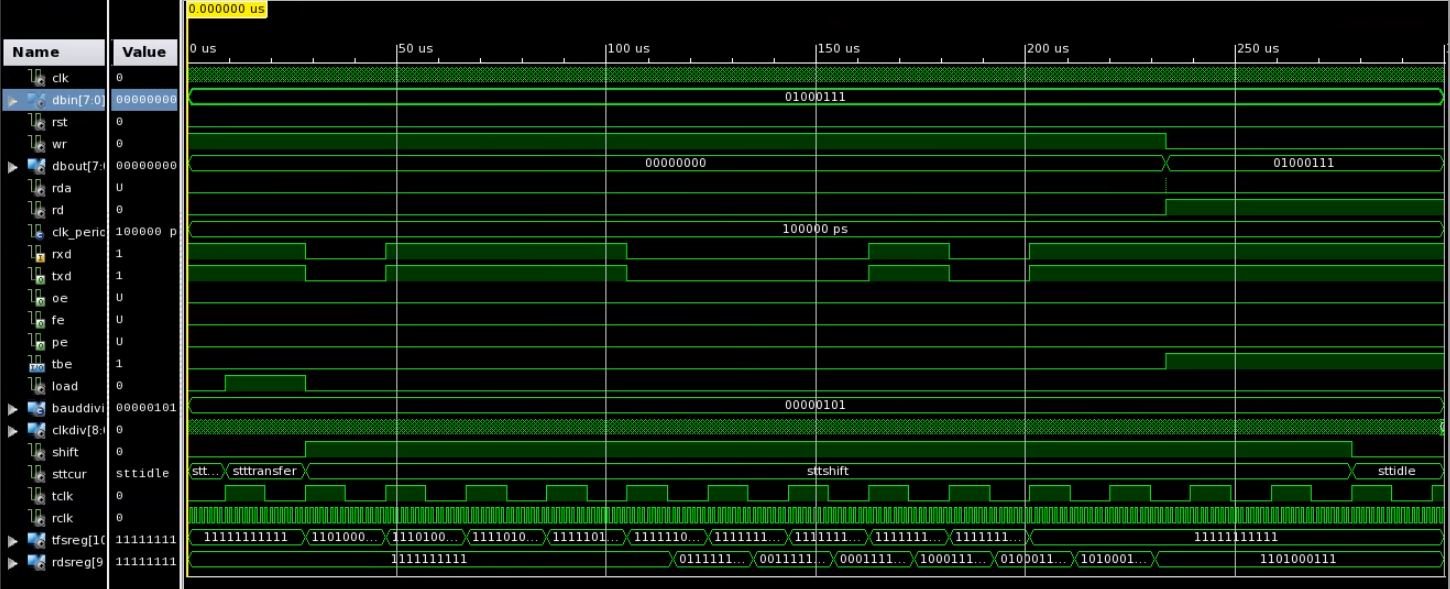 0.000000 us
Name Value 0 us 50 us 100 us 150 us 200 us 250 us
clk 0
dbin[7:0] 00000000 01000111
rst 0
wr 0
dbout[7: 00000000 00000000 01000111
rda U
rd 0
clk_peric 100000 p 100000 ps
rxd 1
txd 1
oe U
fe U
pe U
tbe 1
load 0
bauddivi 00000101 00000101
clkdiv[8: 0
shift 0
sttcur sttidle stt... stttransfer sttshift sttidle
tclk 0
rclk 0
tfsreg[10 11111111 11111111111 1101000... 1110100... 1111010... 1111101... 1111110... 1111111... 1111111... 1111111... 1111111... 11111111111
rdsreg[9 11111111 1111111111 0111111... 0011111... 0001111... 1000111... 0100011... 1010001... 1101000111